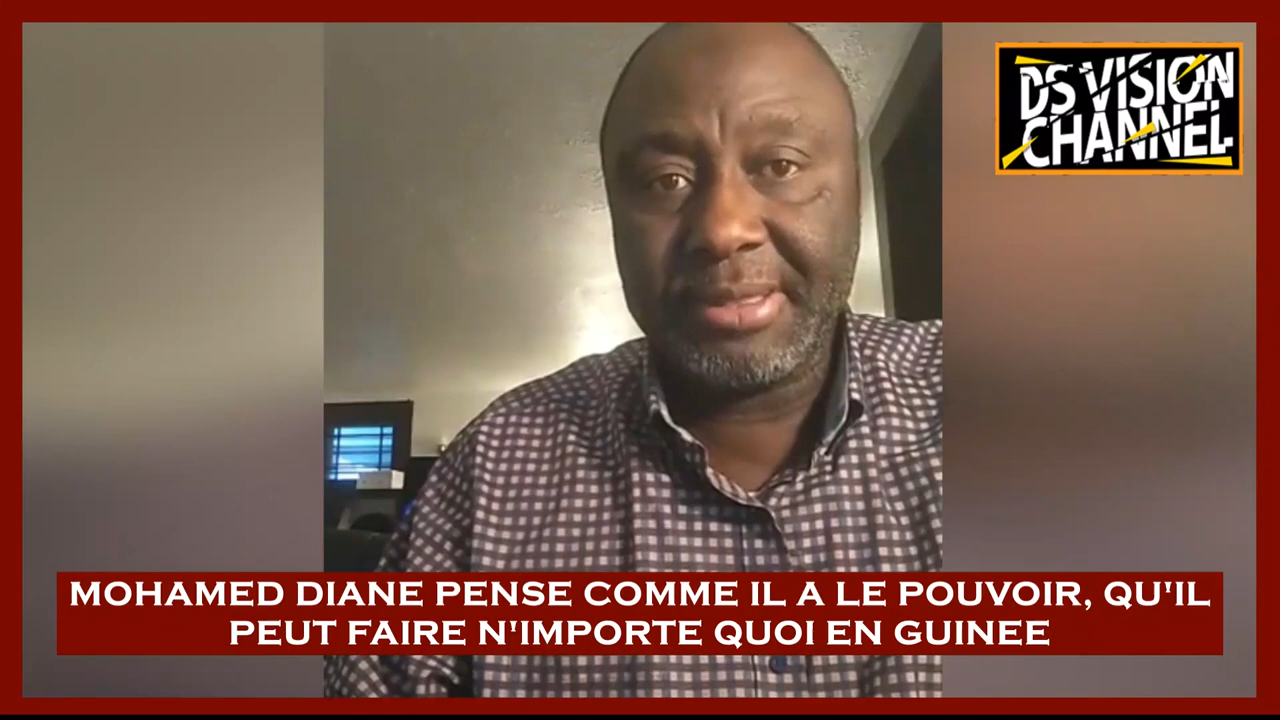 DS VISION
CHANNEL
MOHAMED DIANE PENSE COMME IL A LE POUVOIR, QU'IL
PEUT FAIRE N'IMPORTE QUOI EN GUINEE